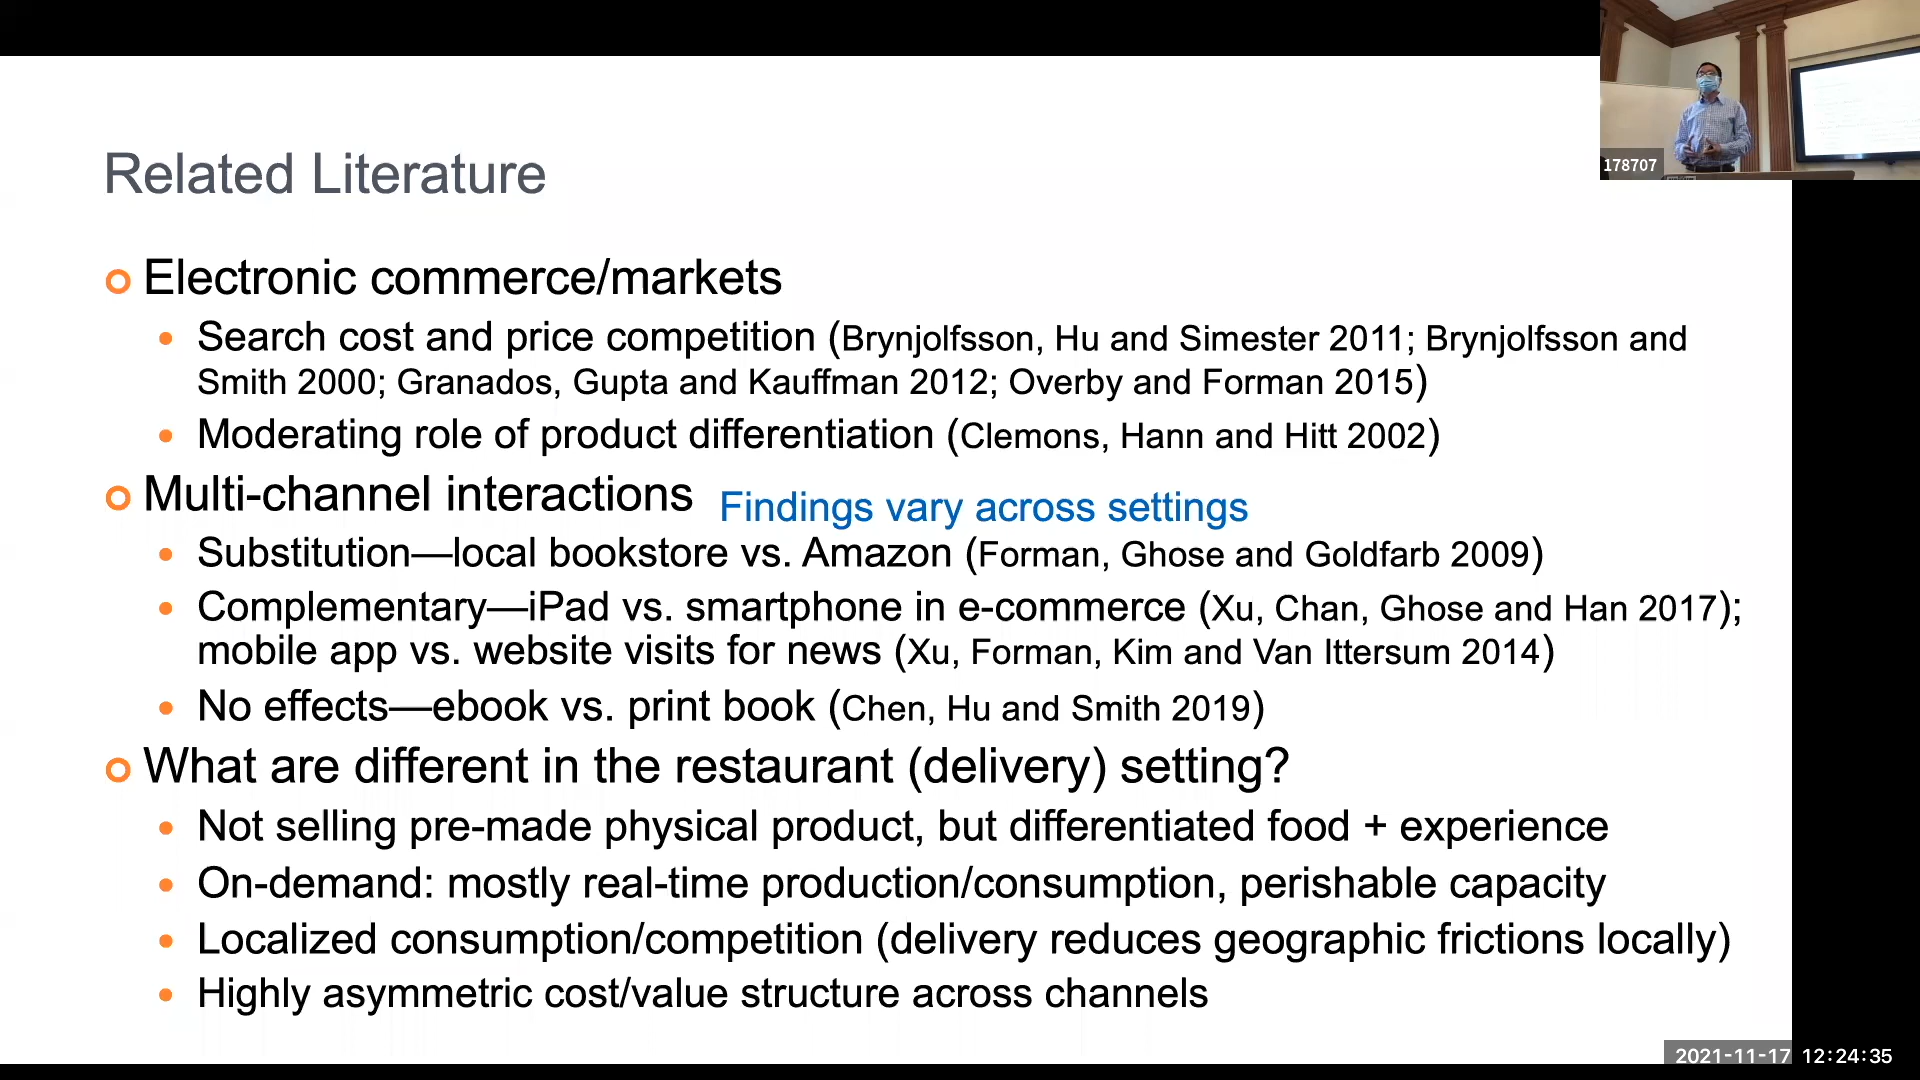 178707
Related Literature
Electronic commerce/markets
Search cost and price competition (Brynjolfsson, Hu and Simester 2011; Brynjolfsson and
Smith 2000; Granados, Gupta and Kauffman 2012; Overby and Forman 2015)
Moderating role of product differentiation (Clemons, Hann and Hitt 2002)
Multi-channel interactions Findings vary across settings
Substitution—local bookstore vs. Amazon (Forman, Ghose and Goldfarb 2009)
Complementary—iPad vs. smartphone in e-commerce (Xu, Chan, Ghose and Han 2017);
mobile app vs. website visits for news (Xu, Forman, Kim and Van Ittersum 2014)
No effects—ebook vs. print book (Chen, Hu and Smith 2019)
What are different in the restaurant (delivery) setting?
Not selling pre-made physical product, but differentiated food + experience
On-demand: mostly real-time production/consumption, perishable capacity
Localized consumption/competition (delivery reduces geographic frictions locally)
Highly asymmetric cost/value structure across channels
2021-11-17 12:24:35